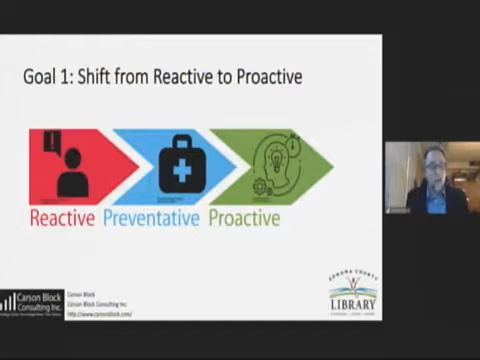 Goal 1: Shift from Reactive to Proactive
Reactive Preventative Proactive
Carson Block
Consulting Inc.
Carson Block
Carson Block Consulting Inc.
http://www.carsonblock.com/
SONOMA COUNTY
LIBRARY